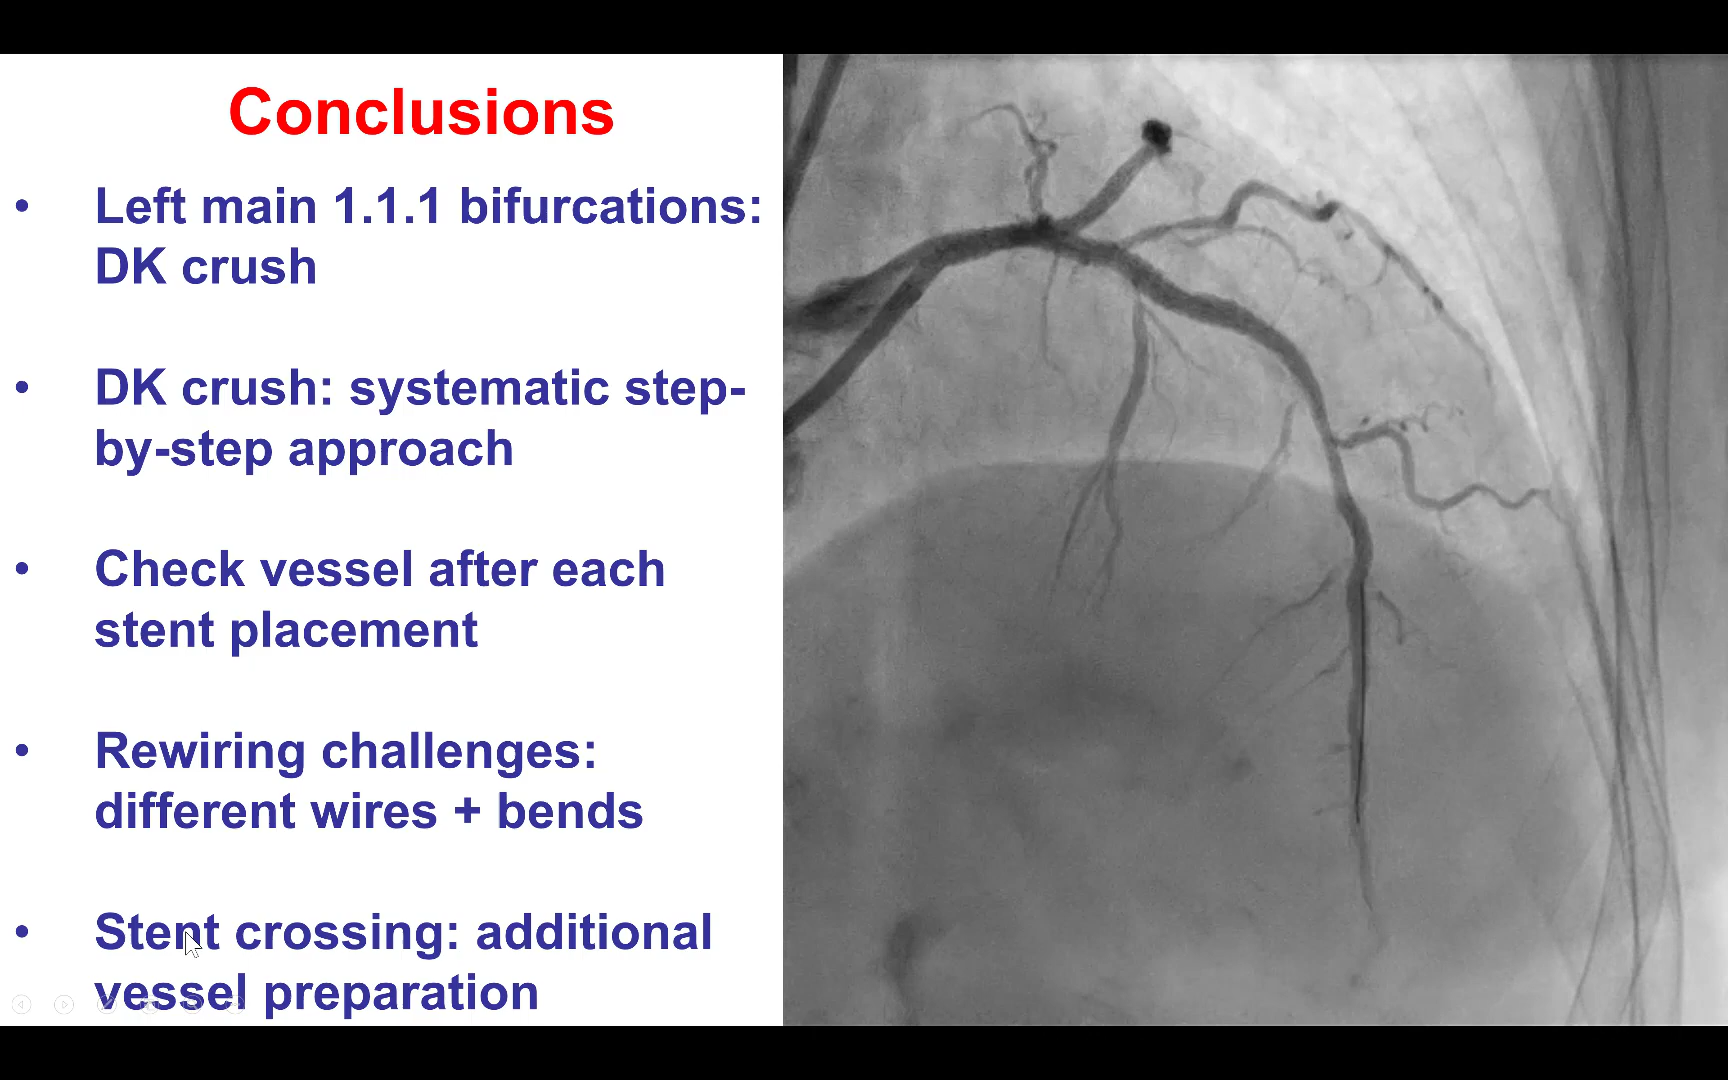 Conclusions
• Left main 1.1.1 bifurcations:
DK crush
• DK crush: systematic step-
by-step approach
• Check vessel after each
stent placement
• Rewiring challenges:
different wires + bends
• Stent crossing: additional
vessel preparation